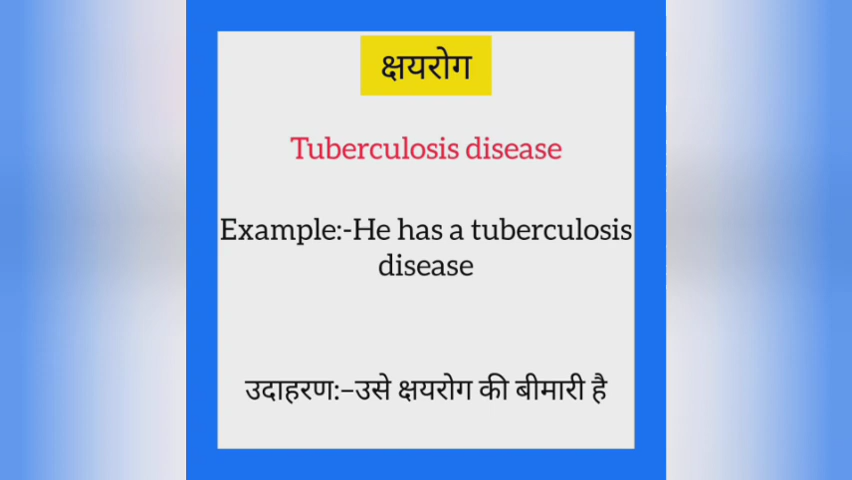 क्षयरोग
Tuberculosis disease
Example:-He has a tuberculosis
disease
उदाहरण:–उसे क्षयरोग की बीमारी है